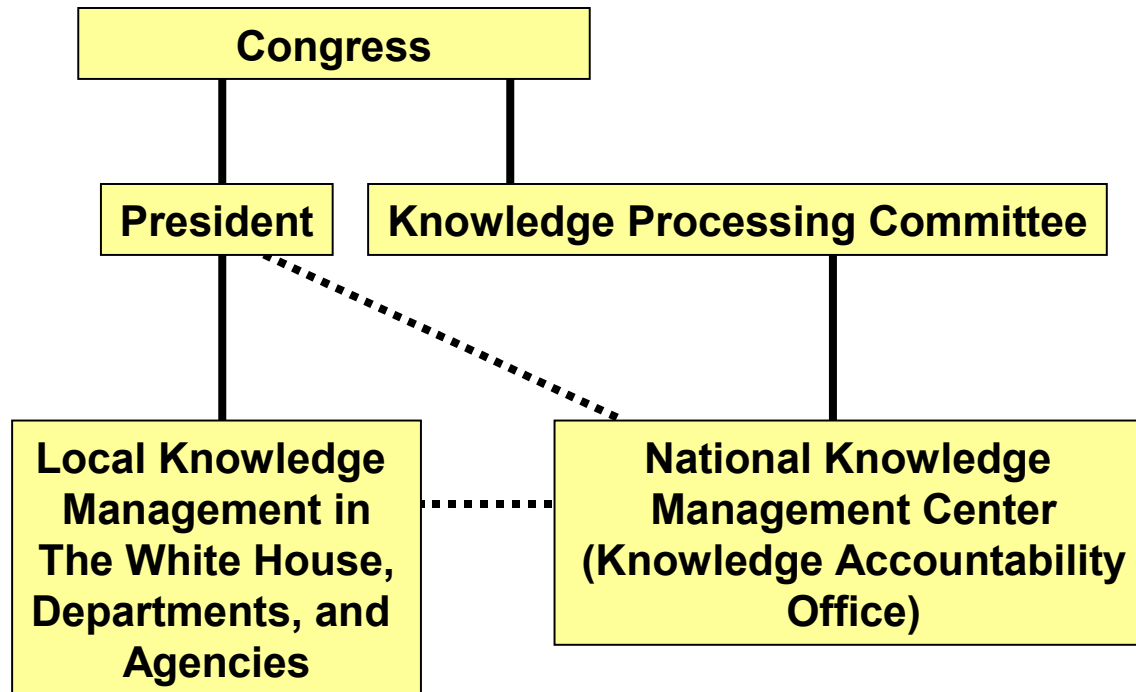 Congress
President
Knowledge Processing Committee
Local Knowledge
Management in
The White House,
Departments, and
Agencies
National Knowledge
Management Center
(Knowledge Accountability
Office)